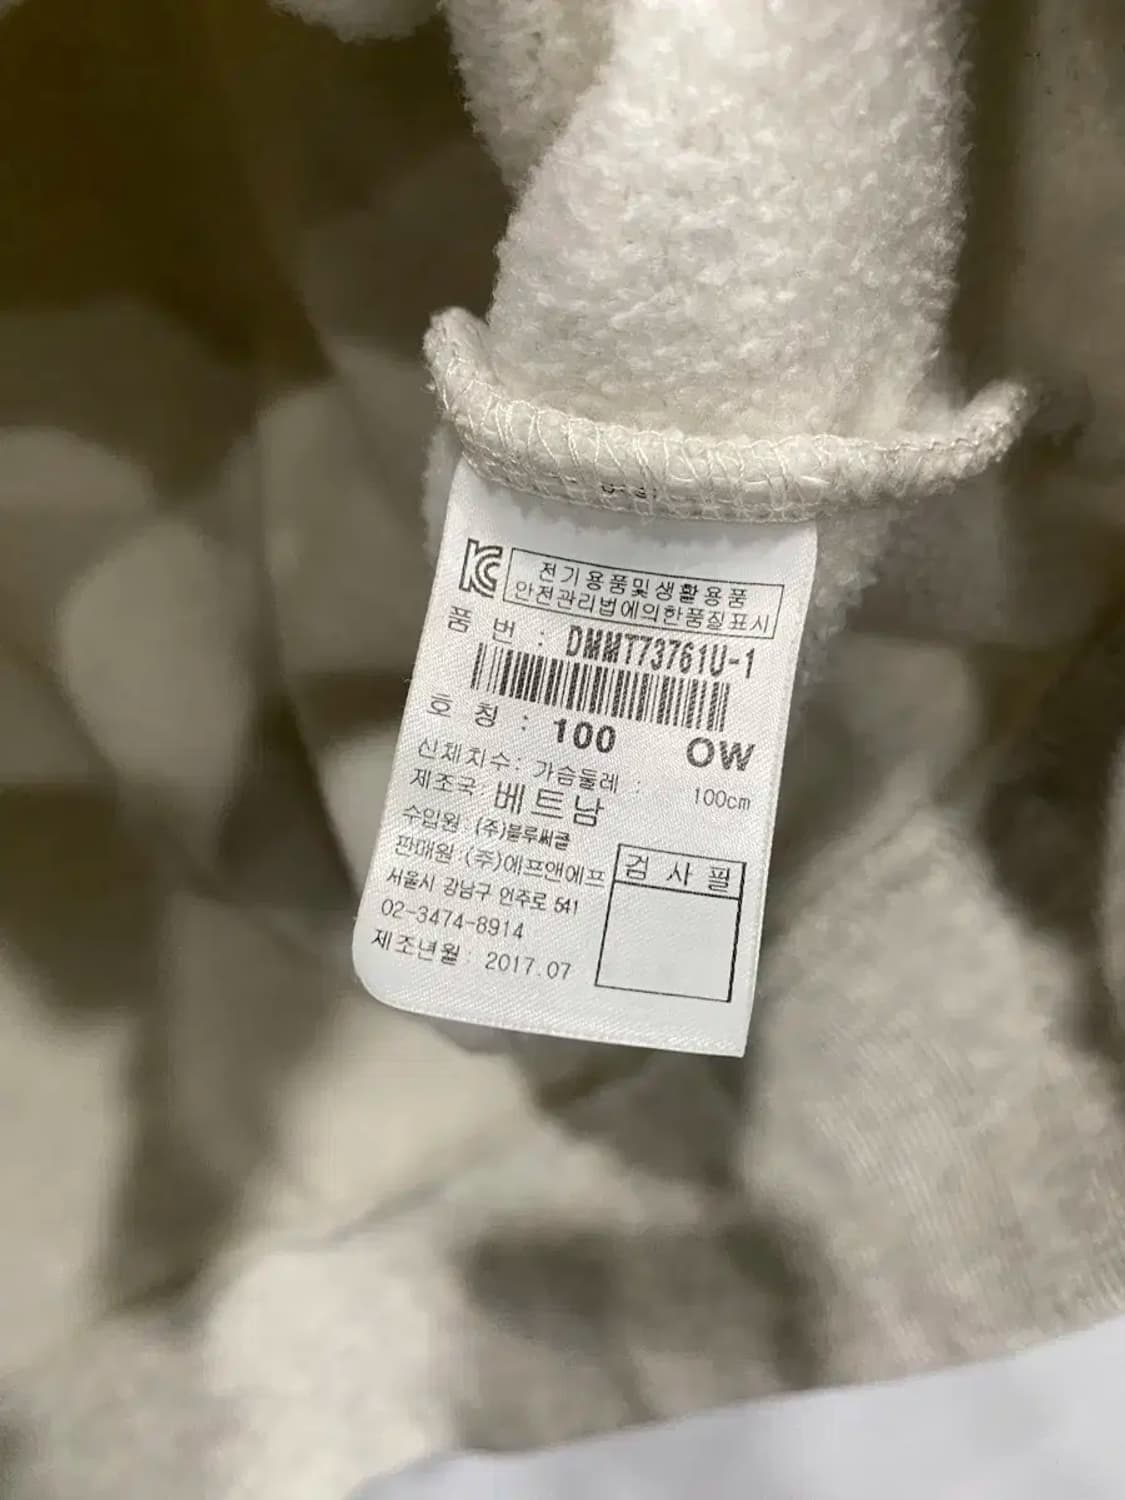 전기용품및생활용품
안전관리법에의한품질표시
품 번 : DMMT73761U-1
호 칭 : 100 OW
신체치수: 가슴둘레 : 100cm
제조국: 베트남
수입원: (주)블루써클
판매원:(주)에프앤에프
서울시 강남구 언주로 541
02-3474-8914
제조년월: 2017.07
검 사 필